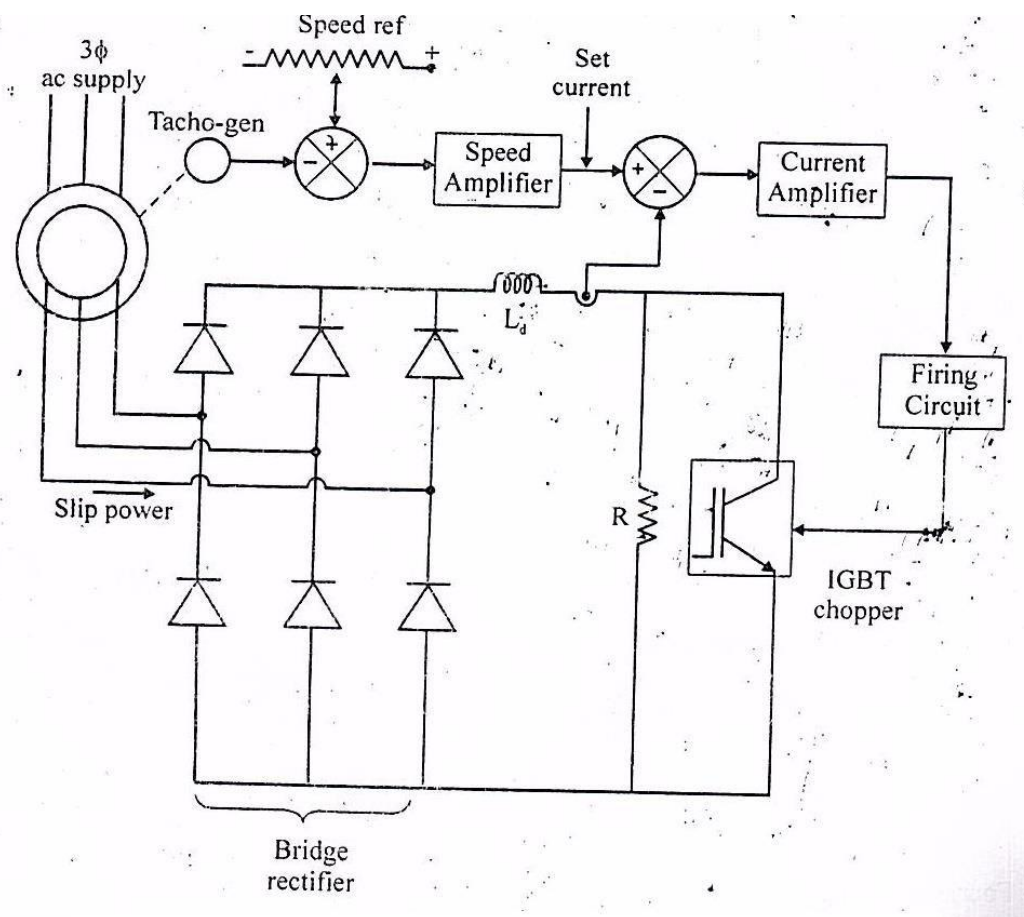 Speed ref
- +
3ϕ
ac supply
Set
current
Tacho-gen
+
-
Speed
Amplifier
+
-
Current
Amplifier
L_d
Firing
Circuit
Slip power
R
IGBT
chopper
Bridge
rectifier